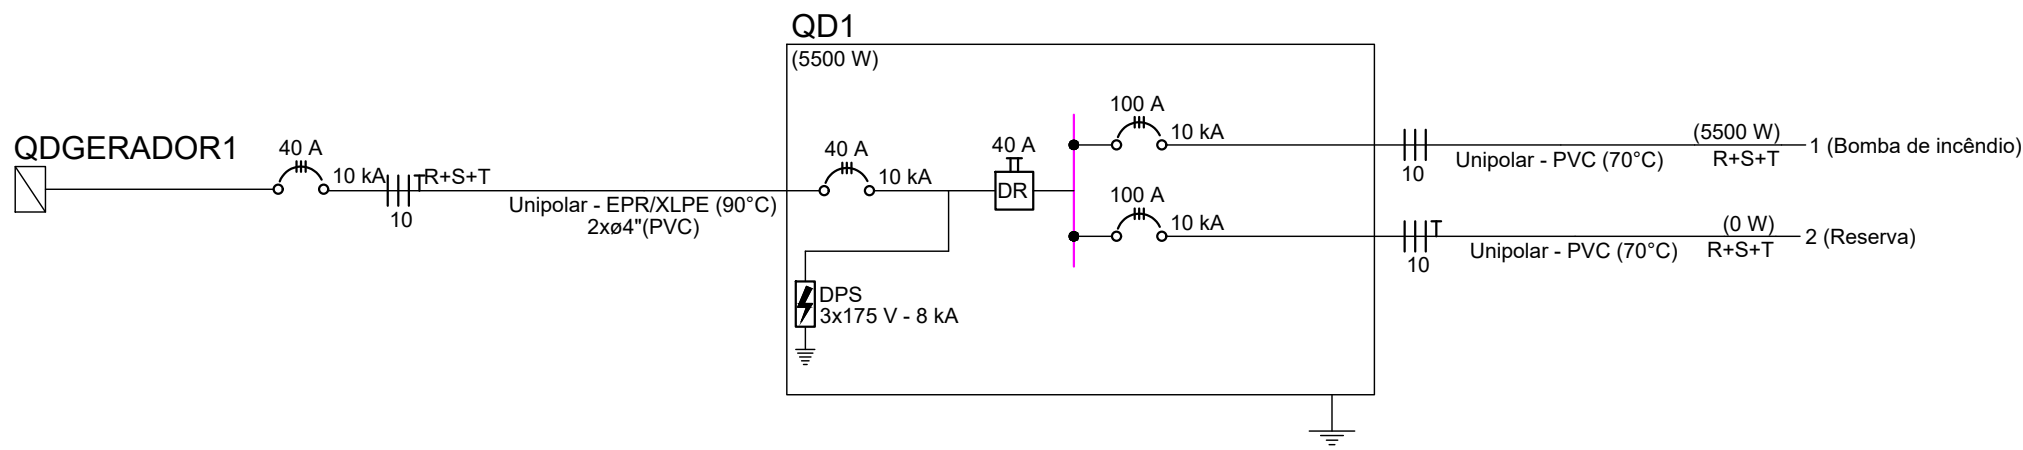 QD1
(5500 W)
QDGERADOR1
40 A
10 kA
T
R+S+T
10
Unipolar - EPR/XLPE (90°C)
2xø4"(PVC)
40 A
10 kA
40 A
DR
DPS
3x175 V - 8 kA
100 A
10 kA
10
Unipolar - PVC (70°C)
(5500 W)
R+S+T
1 (Bomba de incêndio)
100 A
10 kA
10
Unipolar - PVC (70°C)
(0 W)
R+S+T
2 (Reserva)